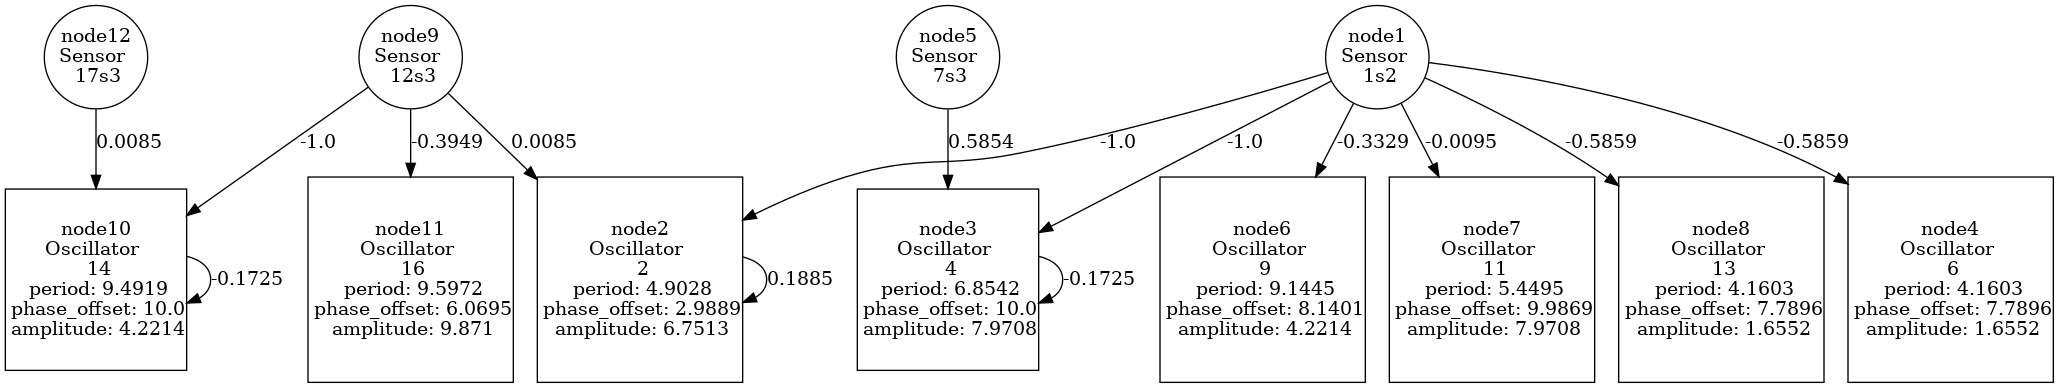 node12
Sensor
17s3
node9
Sensor
12s3
node5
Sensor
7s3
node1
Sensor
1s2
0.0085
-1.0
-0.3949
0.0085
-1.0
0.5854
-1.0
-0.3329
-0.0095
-0.5859
-0.5859
node10
Oscillator
14
period: 9.4919
phase_offset: 10.0
amplitude: 4.2214
-0.1725
node11
Oscillator
16
period: 9.5972
phase_offset: 6.0695
amplitude: 9.871
node2
Oscillator
2
period: 4.9028
phase_offset: 2.9889
amplitude: 6.7513
0.1885
node3
Oscillator
4
period: 6.8542
phase_offset: 10.0
amplitude: 7.9708
-0.1725
node6
Oscillator
9
period: 9.1445
phase_offset: 8.1401
amplitude: 4.2214
node7
Oscillator
11
period: 5.4495
phase_offset: 9.9869
amplitude: 7.9708
node8
Oscillator
13
period: 4.1603
phase_offset: 7.7896
amplitude: 1.6552
node4
Oscillator
6
period: 4.1603
phase_offset: 7.7896
amplitude: 1.6552